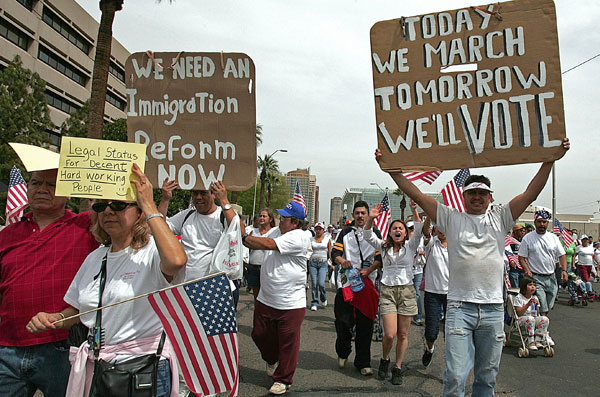 WE NEED AN
Immigration
Reform
NOW
TODAY
WE MARCH
TOMORROW
WE'LL VOTE
Legal Status
For Decent
Hard working
People